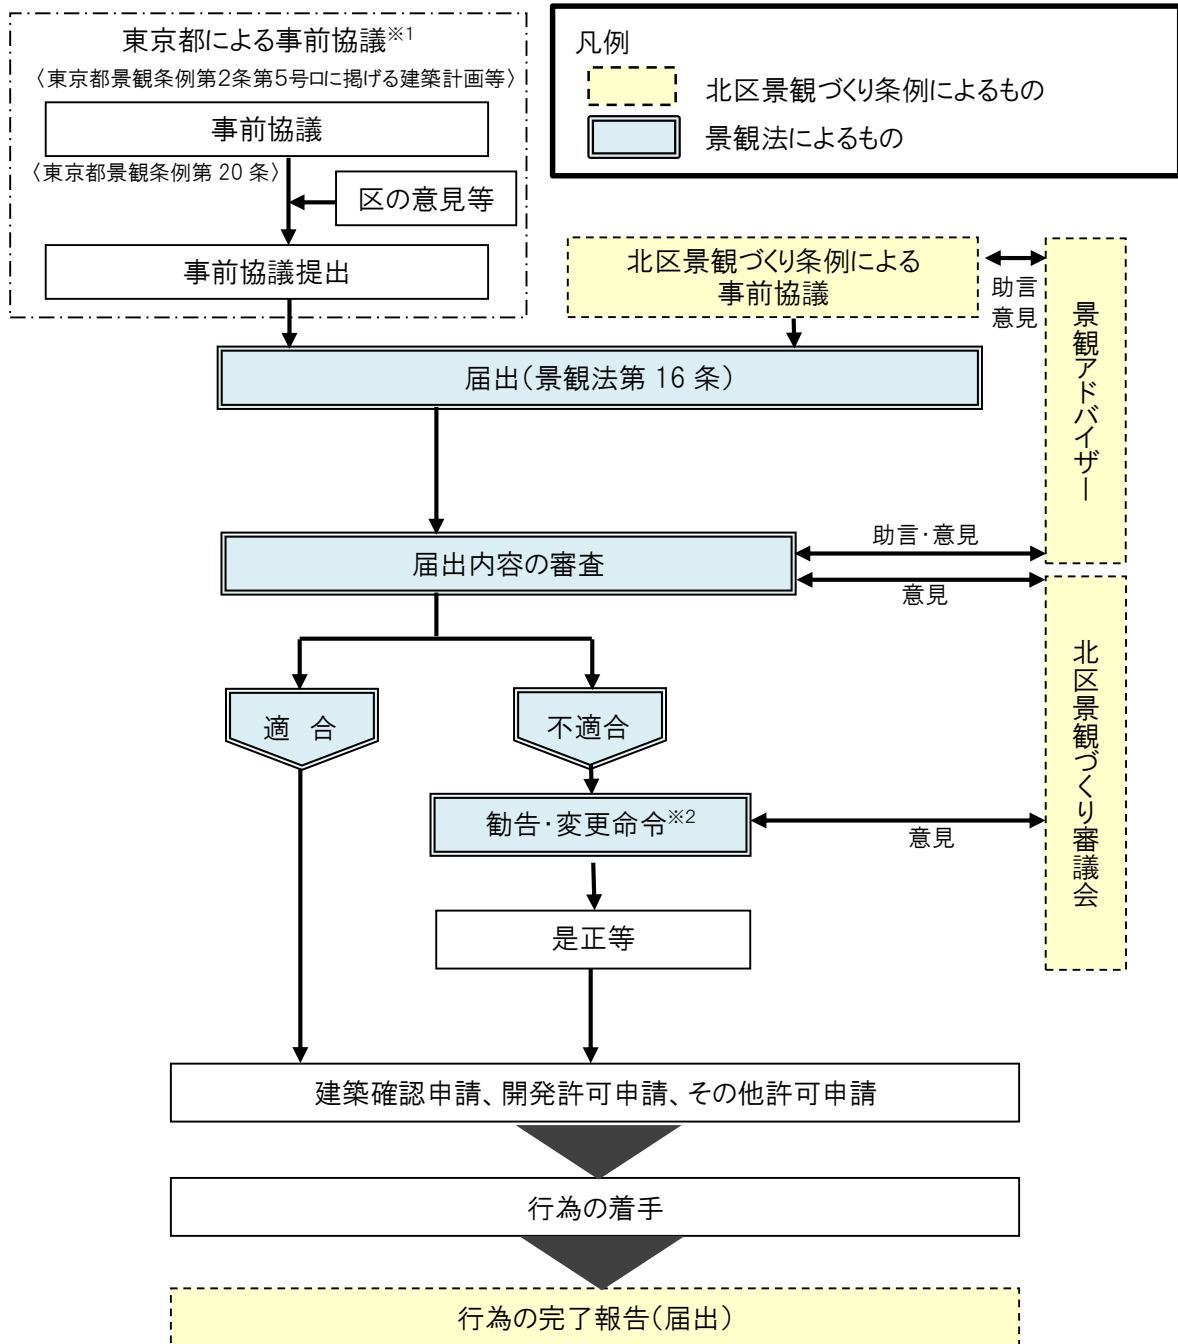 東京都による事前協議※1
〈東京都景観条例第2条第5号ロに掲げる建築計画等〉
事前協議
〈東京都景観条例第 20 条〉
区の意見等
事前協議提出
凡例
北区景観づくり条例によるもの
景観法によるもの
北区景観づくり条例による
事前協議
助言
意見
景観アドバイザー
届出(景観法第 16 条)
届出内容の審査
助言・意見
意見
北区景観づくり審議会
適 合
不適合
勧告・変更命令※2
意見
是正等
建築確認申請、開発許可申請、その他許可申請
行為の着手
行為の完了報告(届出)